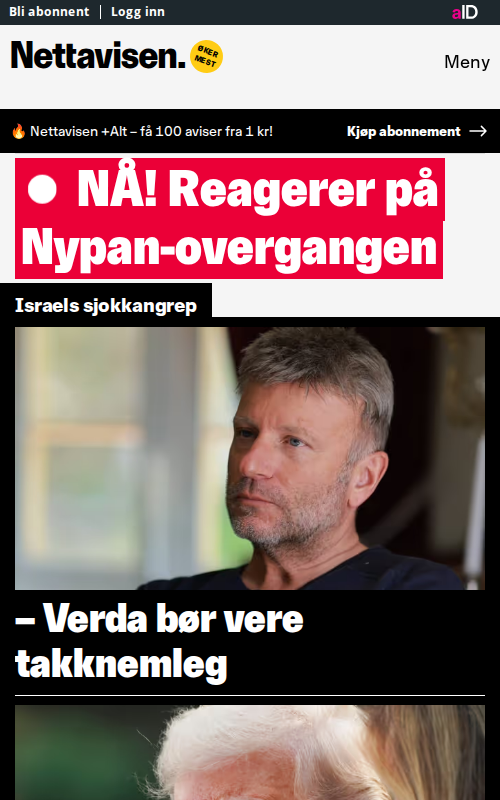 Bli abonnent | Logg inn
aID
Nettavisen.
ØKER
MEST
Meny
🔥 Nettavisen +Alt – få 100 aviser fra 1 kr!
Kjøp abonnement →
NÅ! Reagerer på
Nypan-overgangen
Israels sjokkangrep
– Verda bør vere
takknemleg